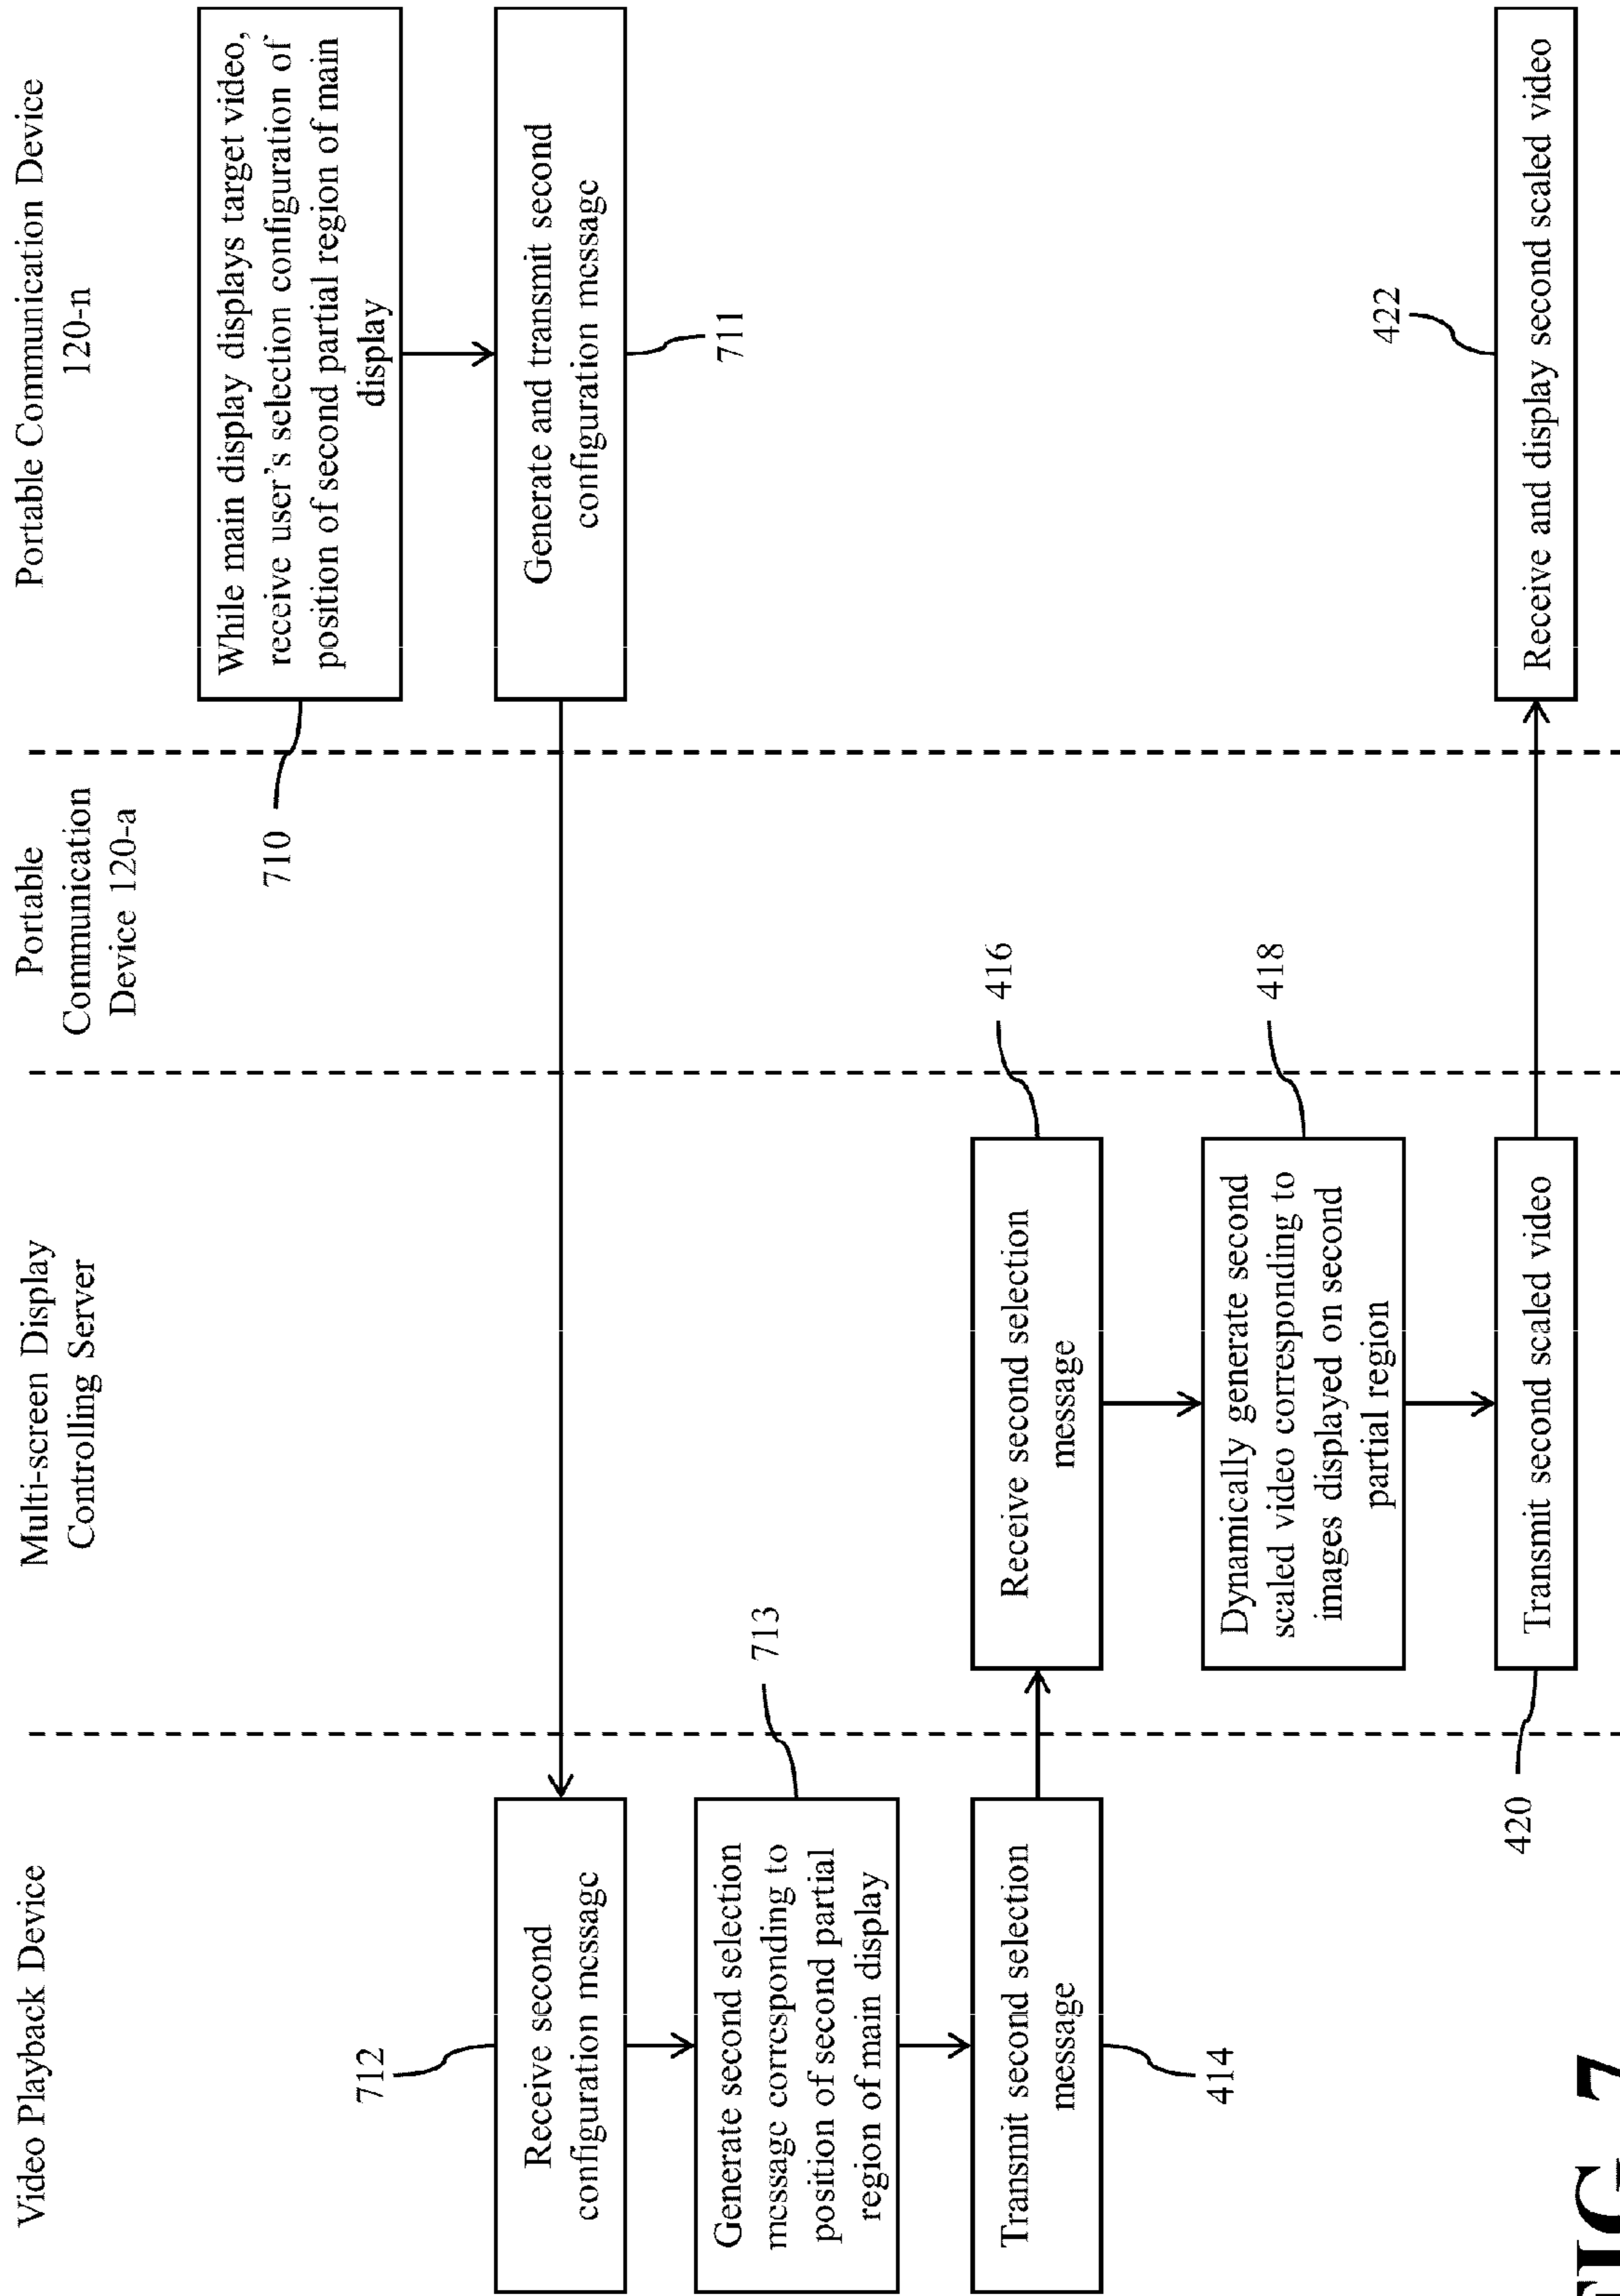 Video Playback Device
Multi-screen Display
Controlling Server
Portable
Communication
Device 120-a
Portable Communication Device
120-n
710
While main display displays target video,
receive user's selection configuration of
position of second partial region of main
display
Generate and transmit second
configuration message
711
712
Receive second
configuration message
713
Generate second selection
message corresponding to
position of second partial
region of main display
Transmit second selection
message
414
416
Receive second selection
message
418
Dynamically generate second
scaled video corresponding to
images displayed on second
partial region
Transmit second scaled video
420
422
Receive and display second scaled video
FIG. 7